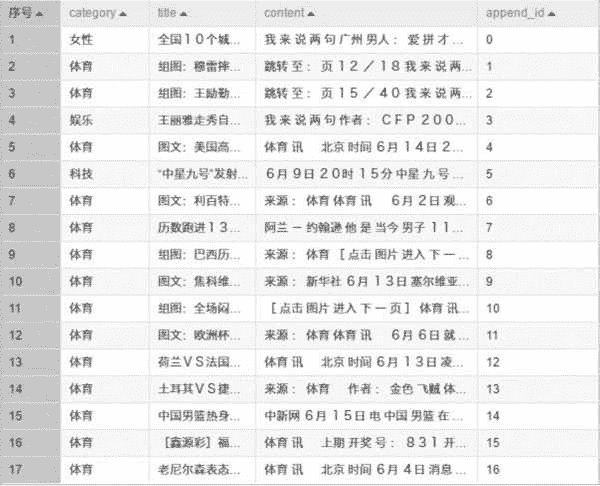 序号 category title content append_id
1 女性 全国１０个城... 我 来 说 两 句 广州 男人 ： 爱 拼 才 ... 0
2 体育 组图：穆雷摔... 跳转 至 ： 页 １２ ／ １８ 我 来 说 两... 1
3 体育 组图：王励勤... 跳转 至 ： 页 １５ ／ ４０ 我 来 说 两... 2
4 娱乐 王丽雅走秀自... 我 来 说 两 句 作者 ： ＣＦＰ ２００... 3
5 体育 图文：美国高... 体育 讯 北京 时间 ６月 １４日 ２... 4
6 科技 “中星九号”发射... ６月 ９日 ２０时 １５分 中星 九 号 ... 5
7 体育 图文：利百特... 来源 ： 体育 体育 讯 ６月 ２日 观... 6
8 体育 历数跑进１３... 阿兰 － 约翰逊 他 是 当今 男子 １１... 7
9 体育 组图：巴西历... 来源 ： 体育 ［ 点击 图片 进入 下 一 ... 8
10 体育 图文：焦科维... 来源 ： 新华社 ６月 １３日 塞尔维亚... 9
11 体育 组图：全场闷... ［ 点击 图片 进入 下 一 页 ］ 体育 讯... 10
12 体育 图文：欧洲杯... 来源 ： 体育 体育 讯 ６月 ６日 就 ... 11
13 体育 荷兰ＶＳ法国... 体育 讯 北京 时间 ６月 １３日 凌... 12
14 体育 土耳其ＶＳ捷... 来源 ： 体育 作者 ： 金色 飞贼 体... 13
15 体育 中国男篮热身... 中新网 ６月 １５日 电 中国 男篮 在 ... 14
16 体育 ［鑫源彩］福... 体育 讯 上期 开奖 号 ： ８３１ 开... 15
17 体育 老尼尔森表态... 体育 讯 北京 时间 ６月 ４日 消息 ... 16